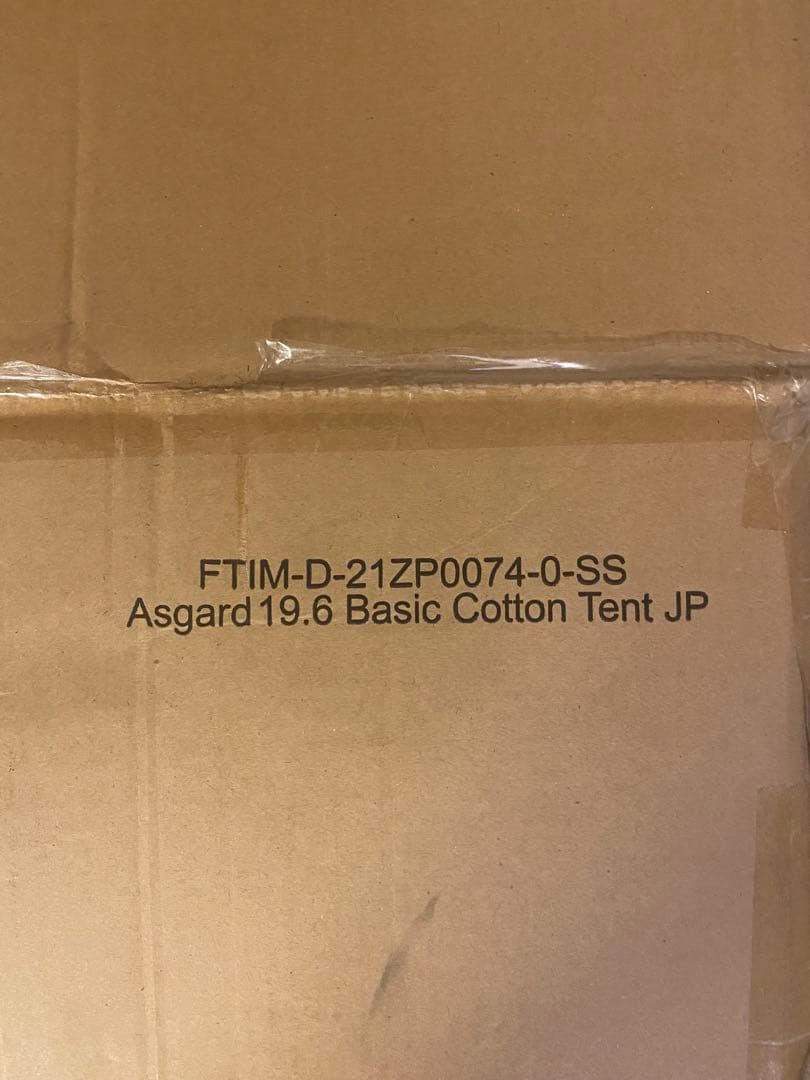 FTIM-D-21ZP0074-0-SS
Asgard 19.6 Basic Cotton Tent JP